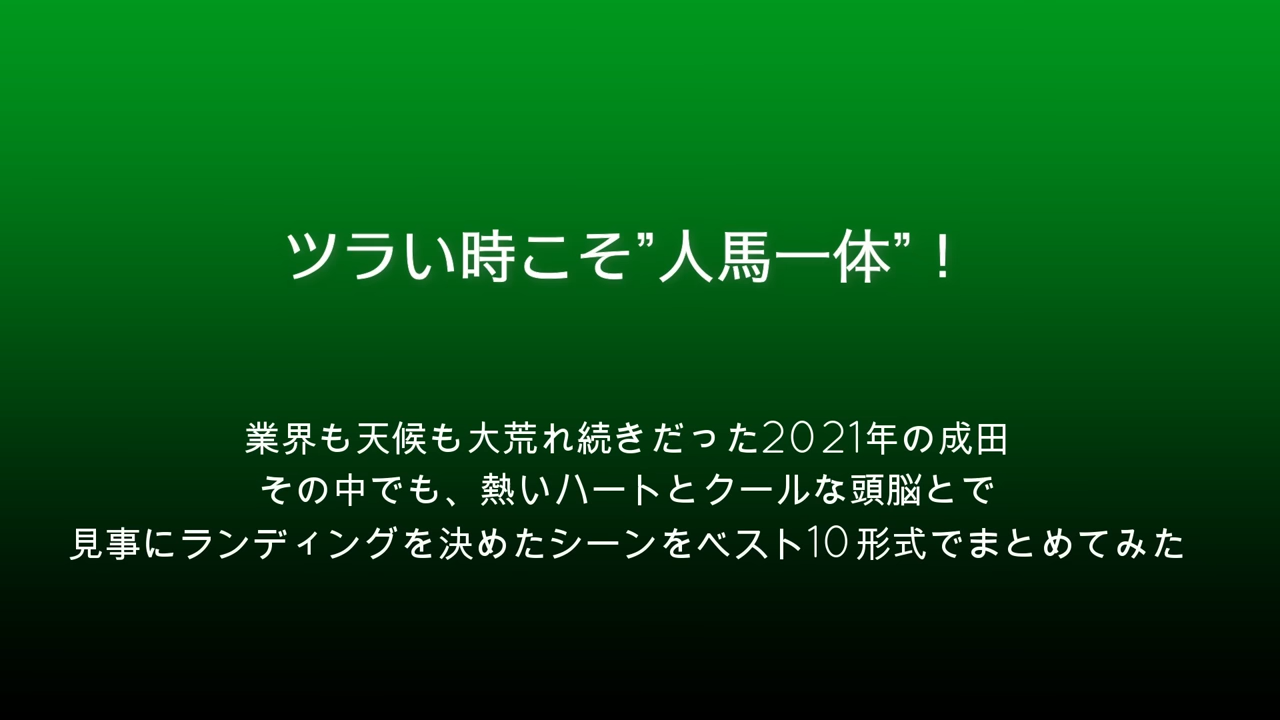 ツラい時こそ”人馬一体”！
業界も天候も大荒れ続きだった2021年の成田
その中でも、熱いハートとクールな頭脳とで
見事にランディングを決めたシーンをベスト10形式でまとめてみた